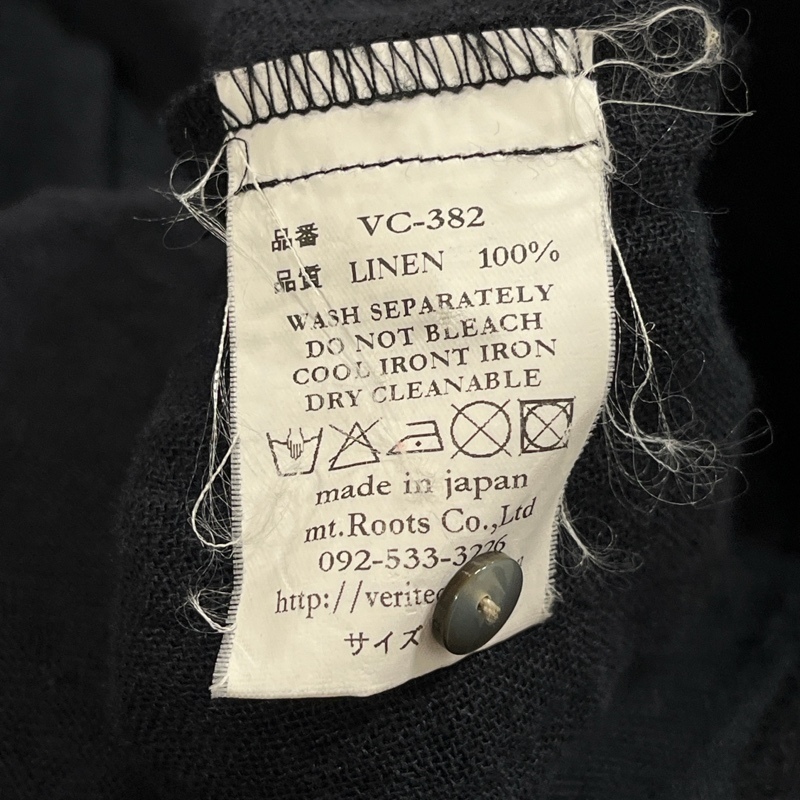 品番 VC-382
品質 LINEN 100%
WASH SEPARATELY
DO NOT BLEACH
COOL IRONT IRON
DRY CLEANABLE
made in japan
mt.Roots Co.,Ltd
092-533-3226
http://verite
サイズ